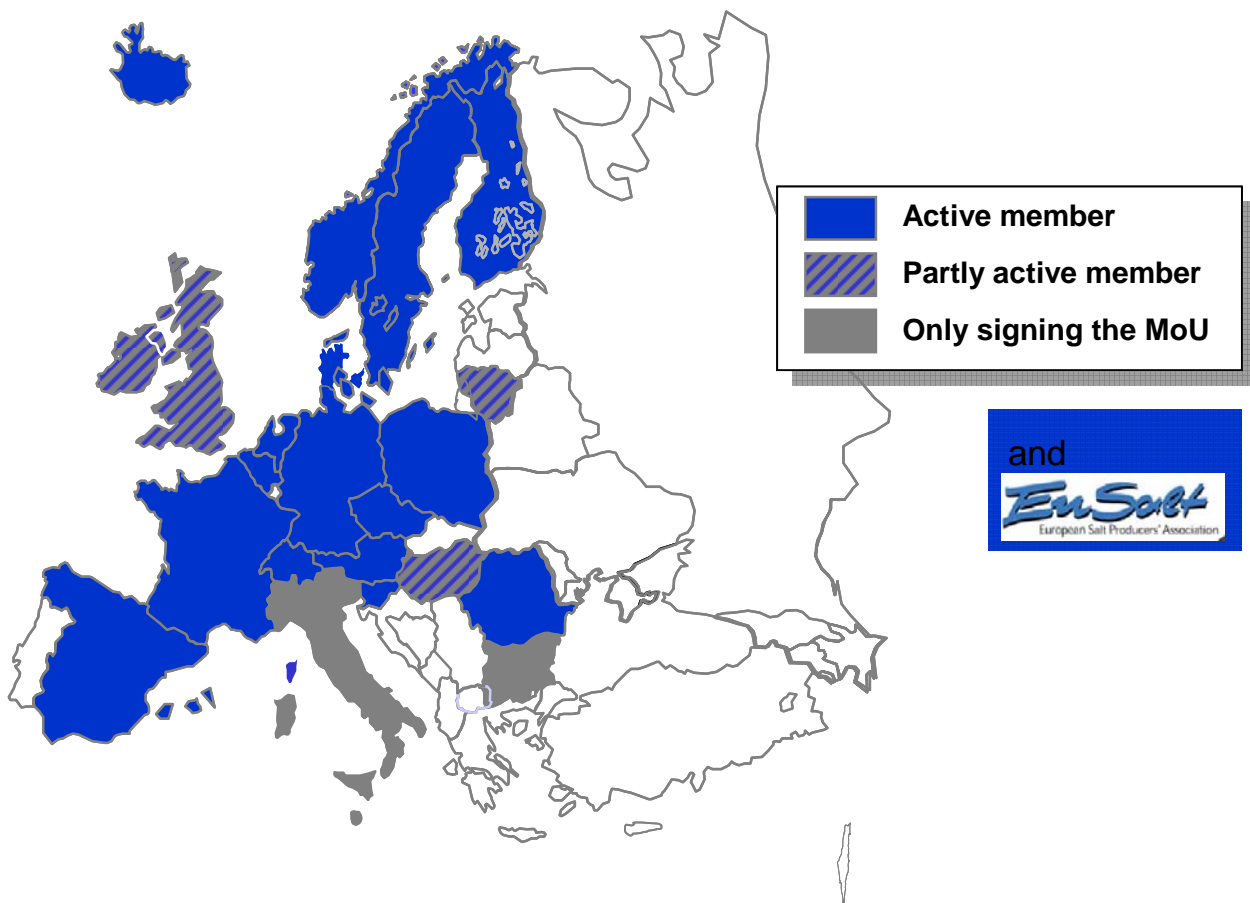 Active member
Partly active member
Only signing the MoU
and
EuSalt
European Salt Producers' Association